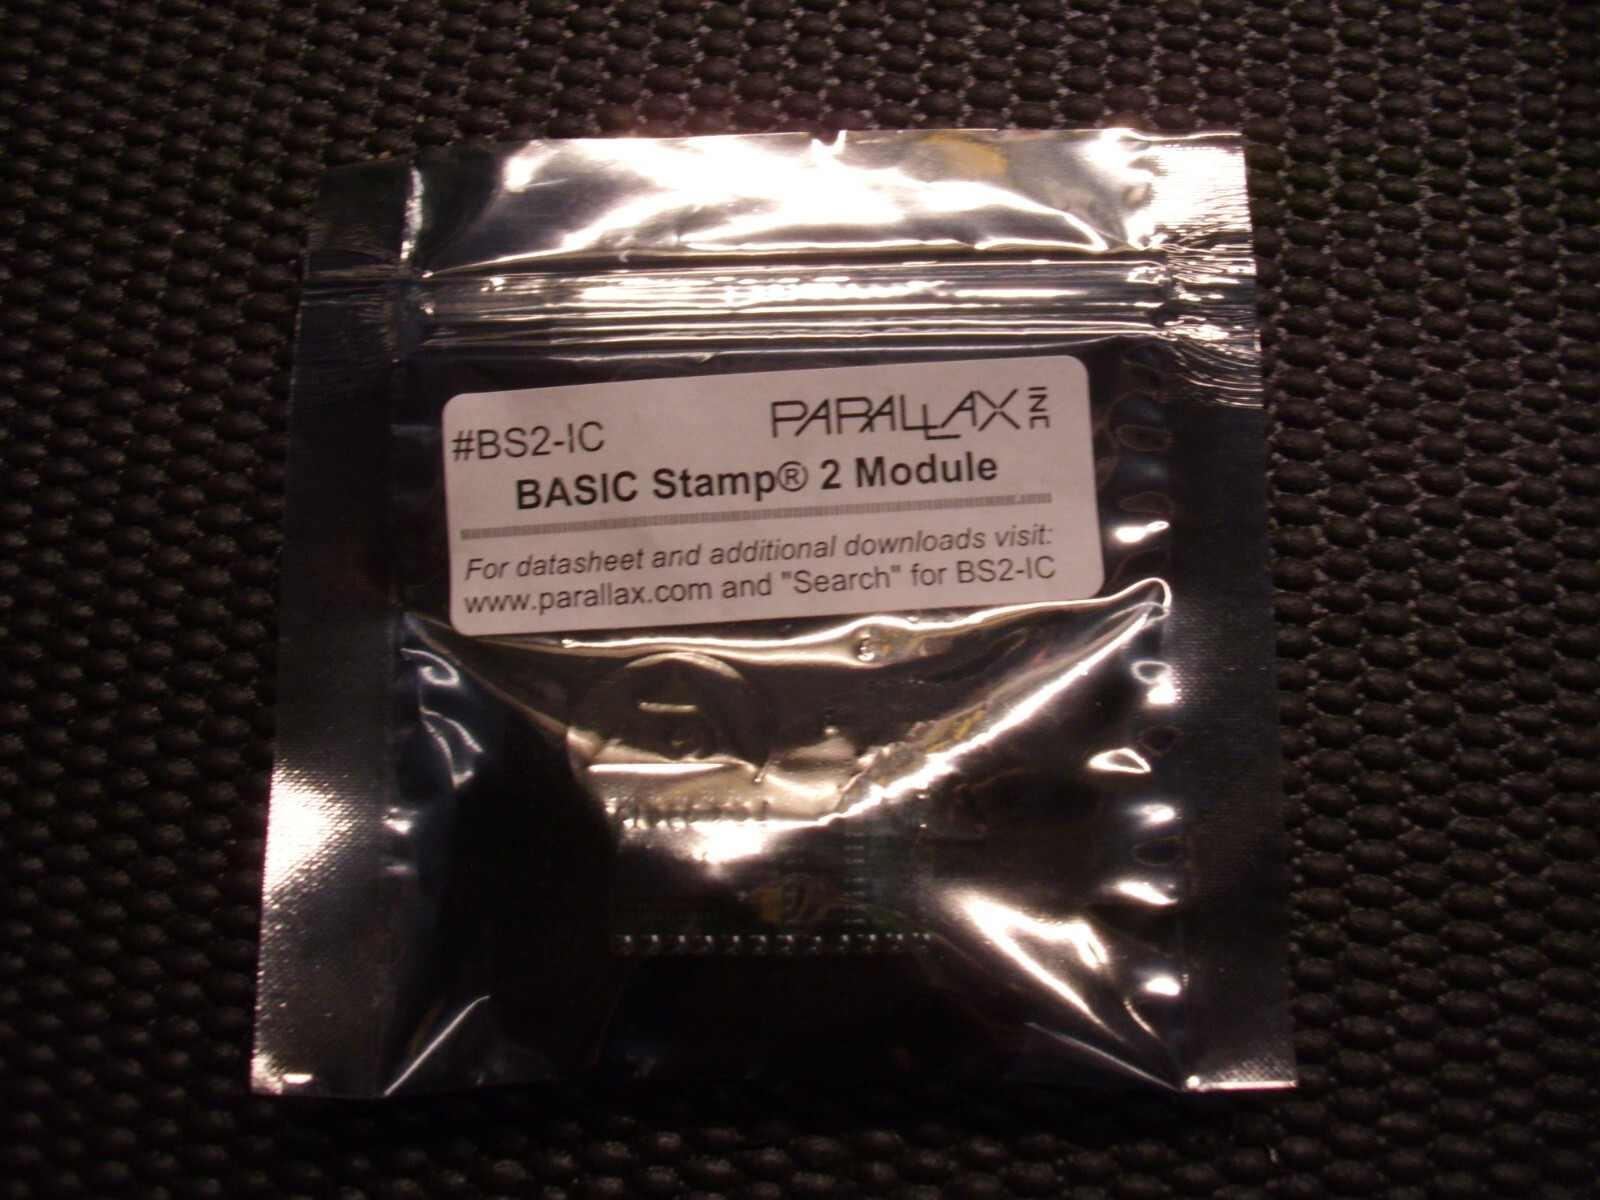 #BS2-IC
PARALLAX INC
BASIC Stamp® 2 Module
For datasheet and additional downloads visit:
www.parallax.com and "Search" for BS2-IC